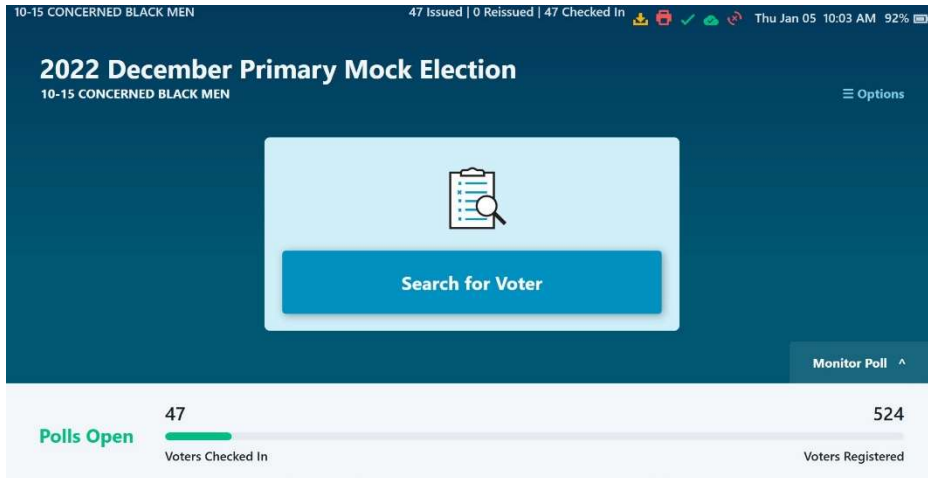 10-15 CONCERNED BLACK MEN 47 Issued | 0 Reissued | 47 Checked In Thu Jan 05 10:03 AM 92%
2022 December Primary Mock Election
10-15 CONCERNED BLACK MEN
☰ Options
Search for Voter
Monitor Poll ^
47 524
Polls Open
Voters Checked In Voters Registered